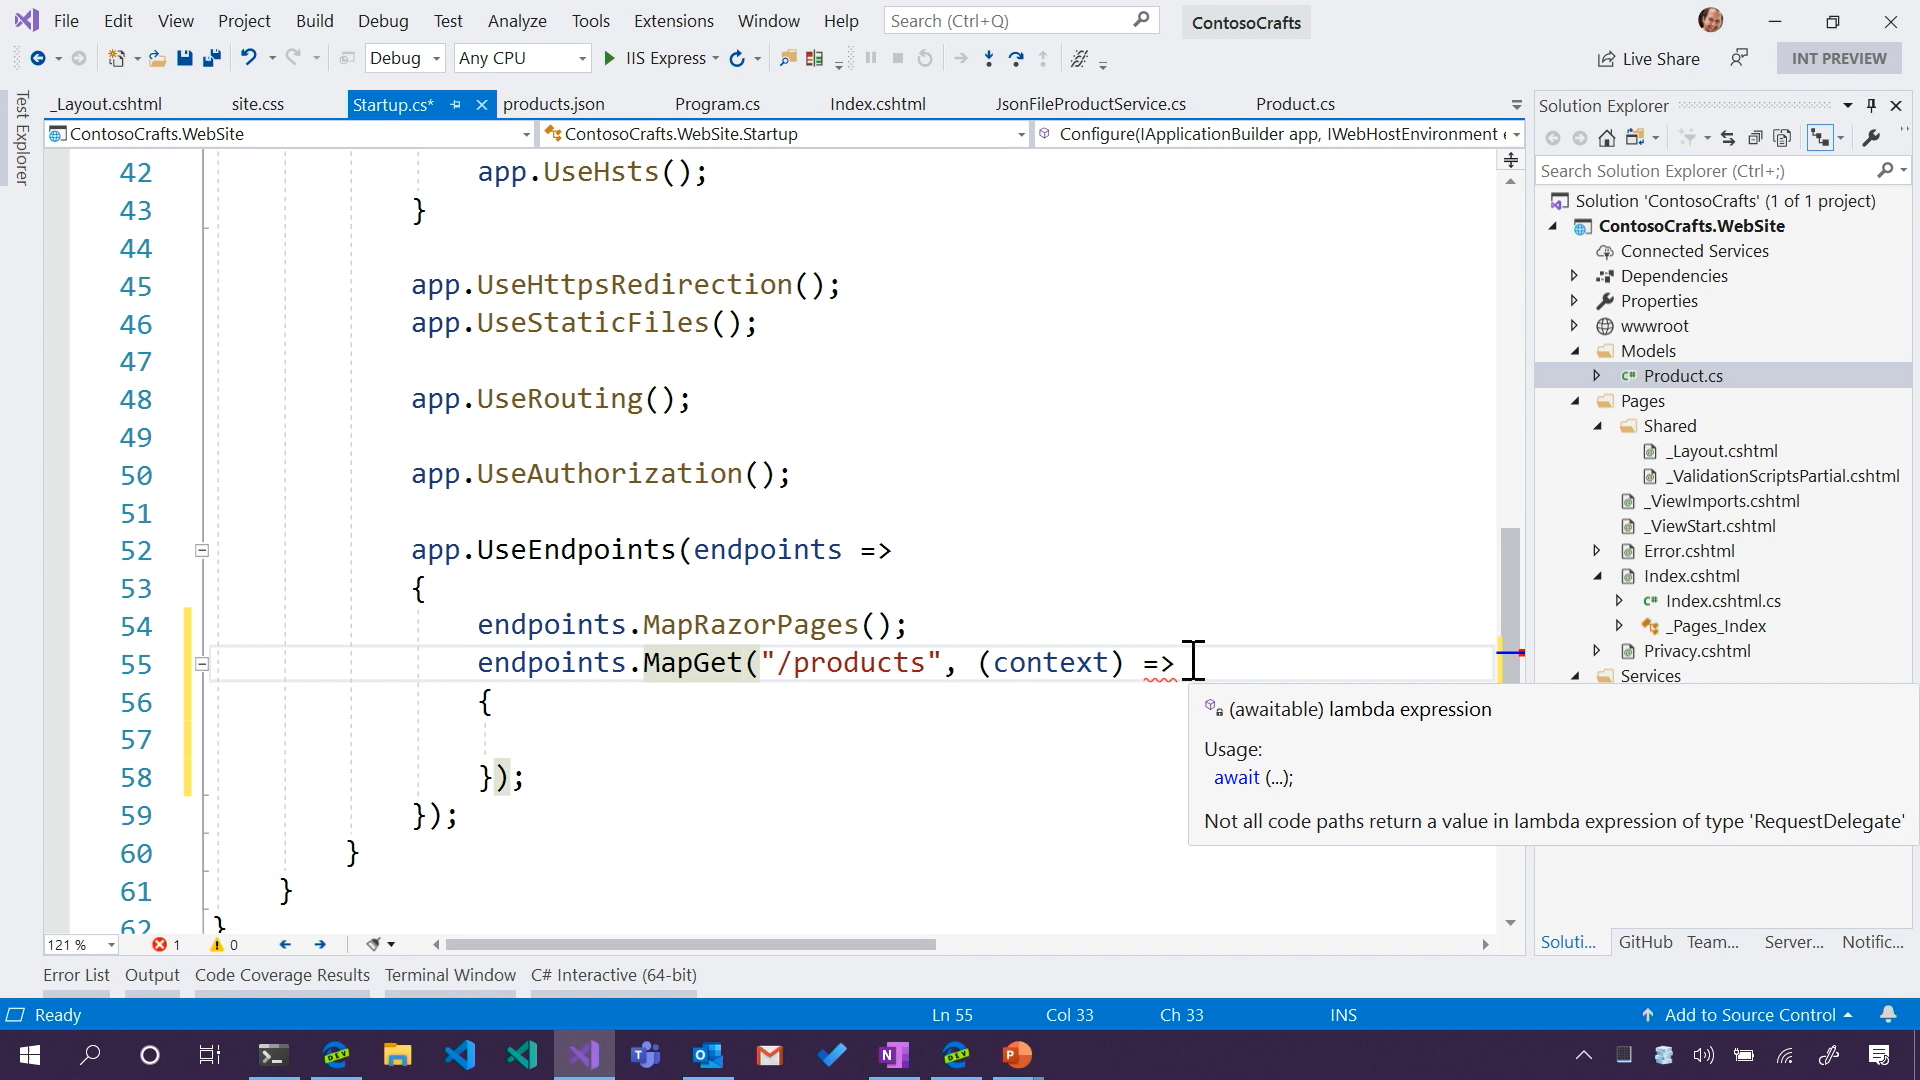 File Edit View Project Build Debug Test Analyze Tools Extensions Window Help Search (Ctrl+Q) ContosoCrafts
Debug Any CPU IIS Express Live Share INT PREVIEW
Test Explorer
_Layout.cshtml site.css Startup.cs* products.json Program.cs Index.cshtml JsonFileProductService.cs Product.cs
ContosoCrafts.WebSite ContosoCrafts.WebSite.Startup Configure(IApplicationBuilder app, IWebHostEnvironment e
42 app.UseHsts();
43 }
44
45 app.UseHttpsRedirection();
46 app.UseStaticFiles();
47
48 app.UseRouting();
49
50 app.UseAuthorization();
51
52 app.UseEndpoints(endpoints =>
53 {
54 endpoints.MapRazorPages();
55 endpoints.MapGet("/products", (context) =>
56 {
57
58 });
59 });
60 }
61 }
62 }
(awaitable) lambda expression
Usage:
await (...);
Not all code paths return a value in lambda expression of type 'RequestDelegate'
121 % 1 0
Solution Explorer
Search Solution Explorer (Ctrl+;)
Solution 'ContosoCrafts' (1 of 1 project)
ContosoCrafts.WebSite
Connected Services
Dependencies
Properties
wwwroot
Models
C# Product.cs
Pages
Shared
_Layout.cshtml
_ValidationScriptsPartial.cshtml
_ViewImports.cshtml
_ViewStart.cshtml
Error.cshtml
Index.cshtml
C# Index.cshtml.cs
_Pages_Index
Privacy.cshtml
Services
Soluti... GitHub Team... Server... Notific...
Error List Output Code Coverage Results Terminal Window C# Interactive (64-bit)
Ready Ln 55 Col 33 Ch 33 INS Add to Source Control
DEV DEV